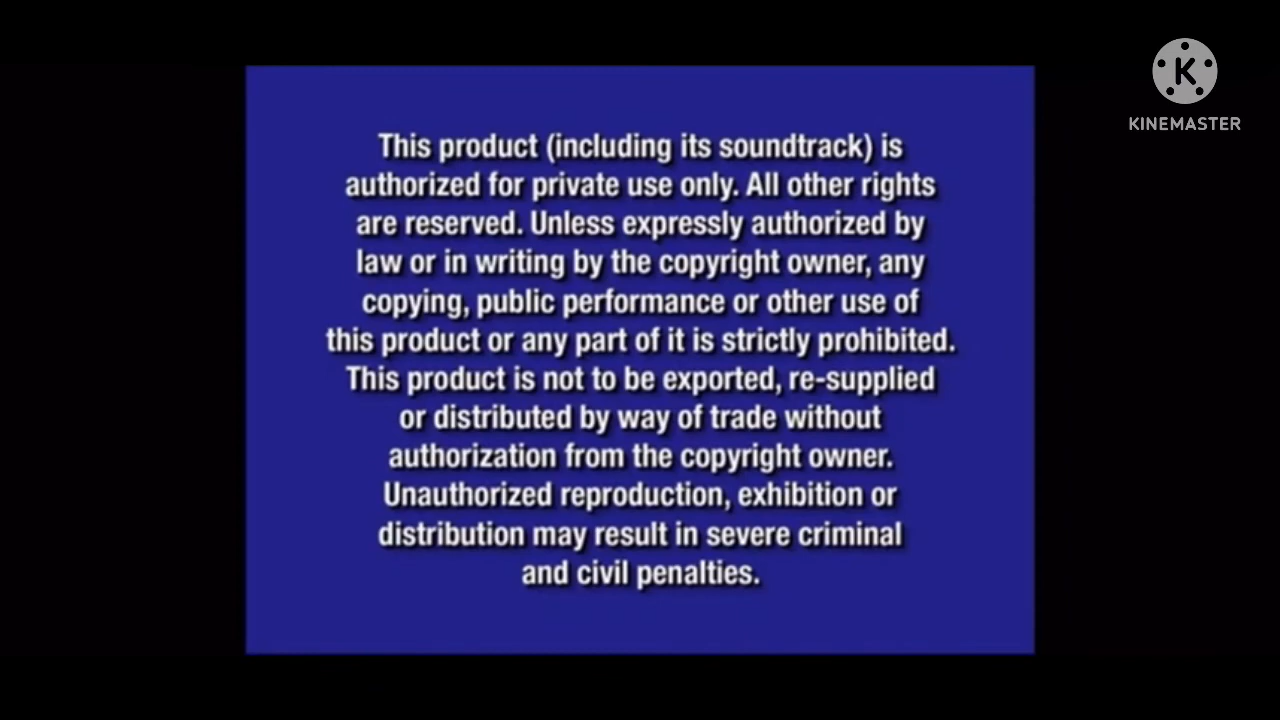 This product (including its soundtrack) is
authorized for private use only. All other rights
are reserved. Unless expressly authorized by
law or in writing by the copyright owner, any
copying, public performance or other use of
this product or any part of it is strictly prohibited.
This product is not to be exported, re-supplied
or distributed by way of trade without
authorization from the copyright owner.
Unauthorized reproduction, exhibition or
distribution may result in severe criminal
and civil penalties.
K
KINEMASTER